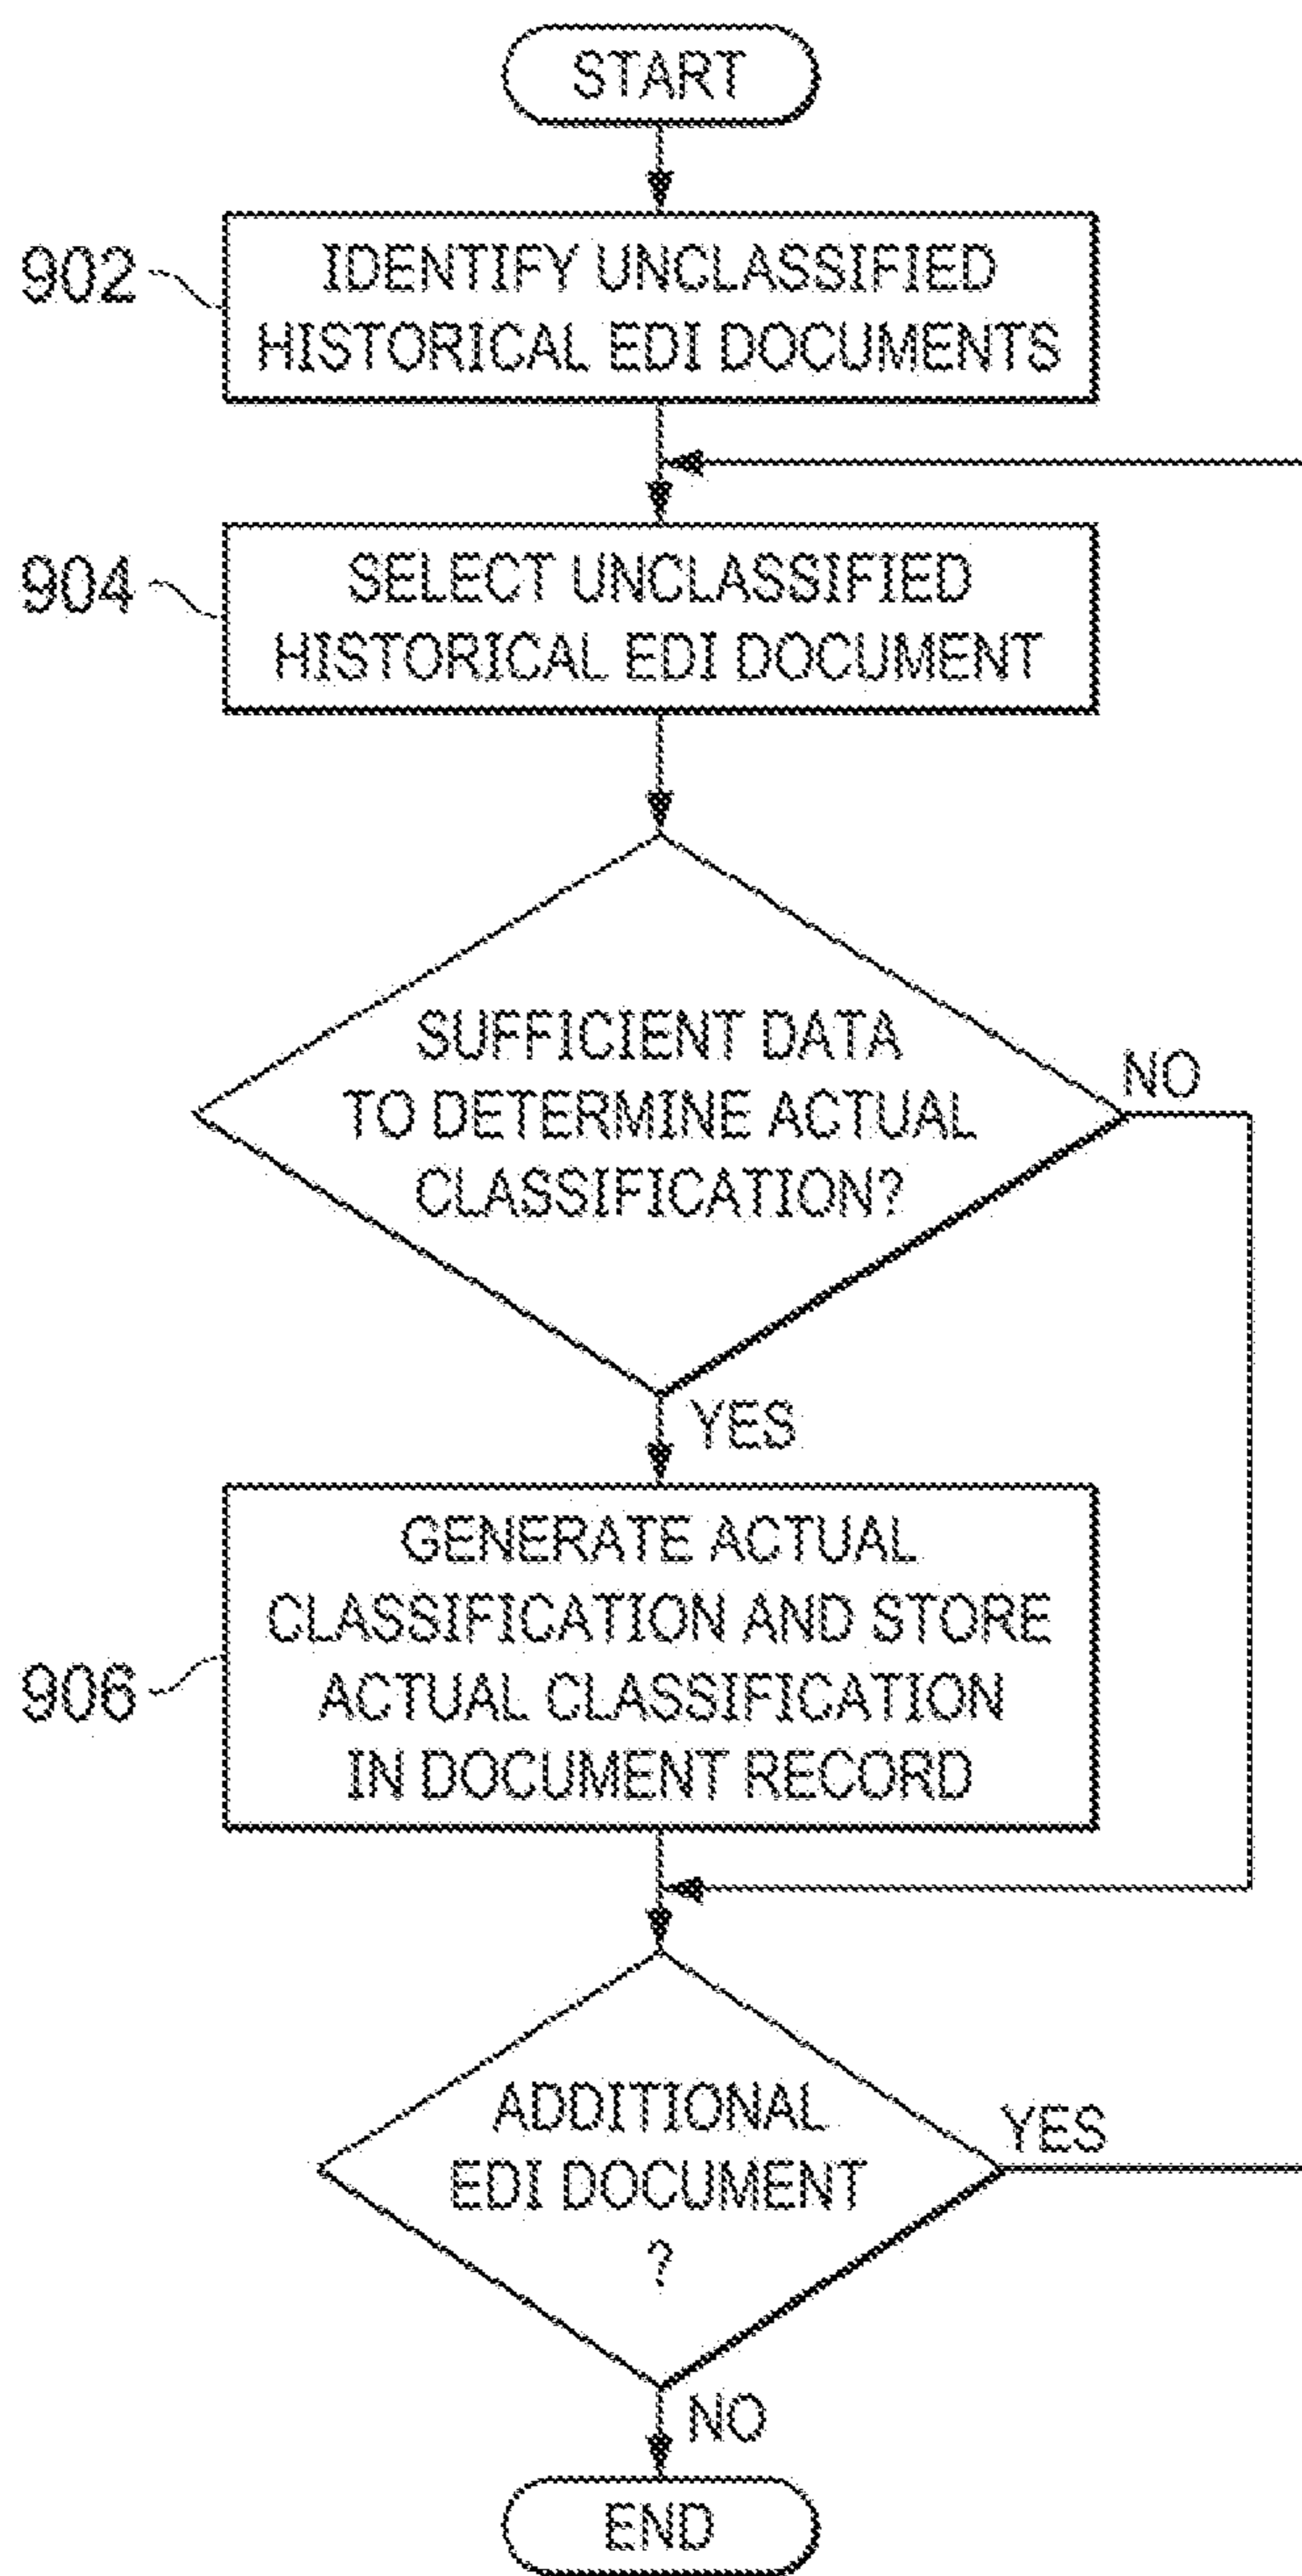 START
902
IDENTIFY UNCLASSIFIED
HISTORICAL EDI DOCUMENTS
904
SELECT UNCLASSIFIED
HISTORICAL EDI DOCUMENT
SUFFICIENT DATA
TO DETERMINE ACTUAL
CLASSIFICATION?
NO
YES
906
GENERATE ACTUAL
CLASSIFICATION AND STORE
ACTUAL CLASSIFICATION
IN DOCUMENT RECORD
ADDITIONAL
EDI DOCUMENT
?
YES
NO
END